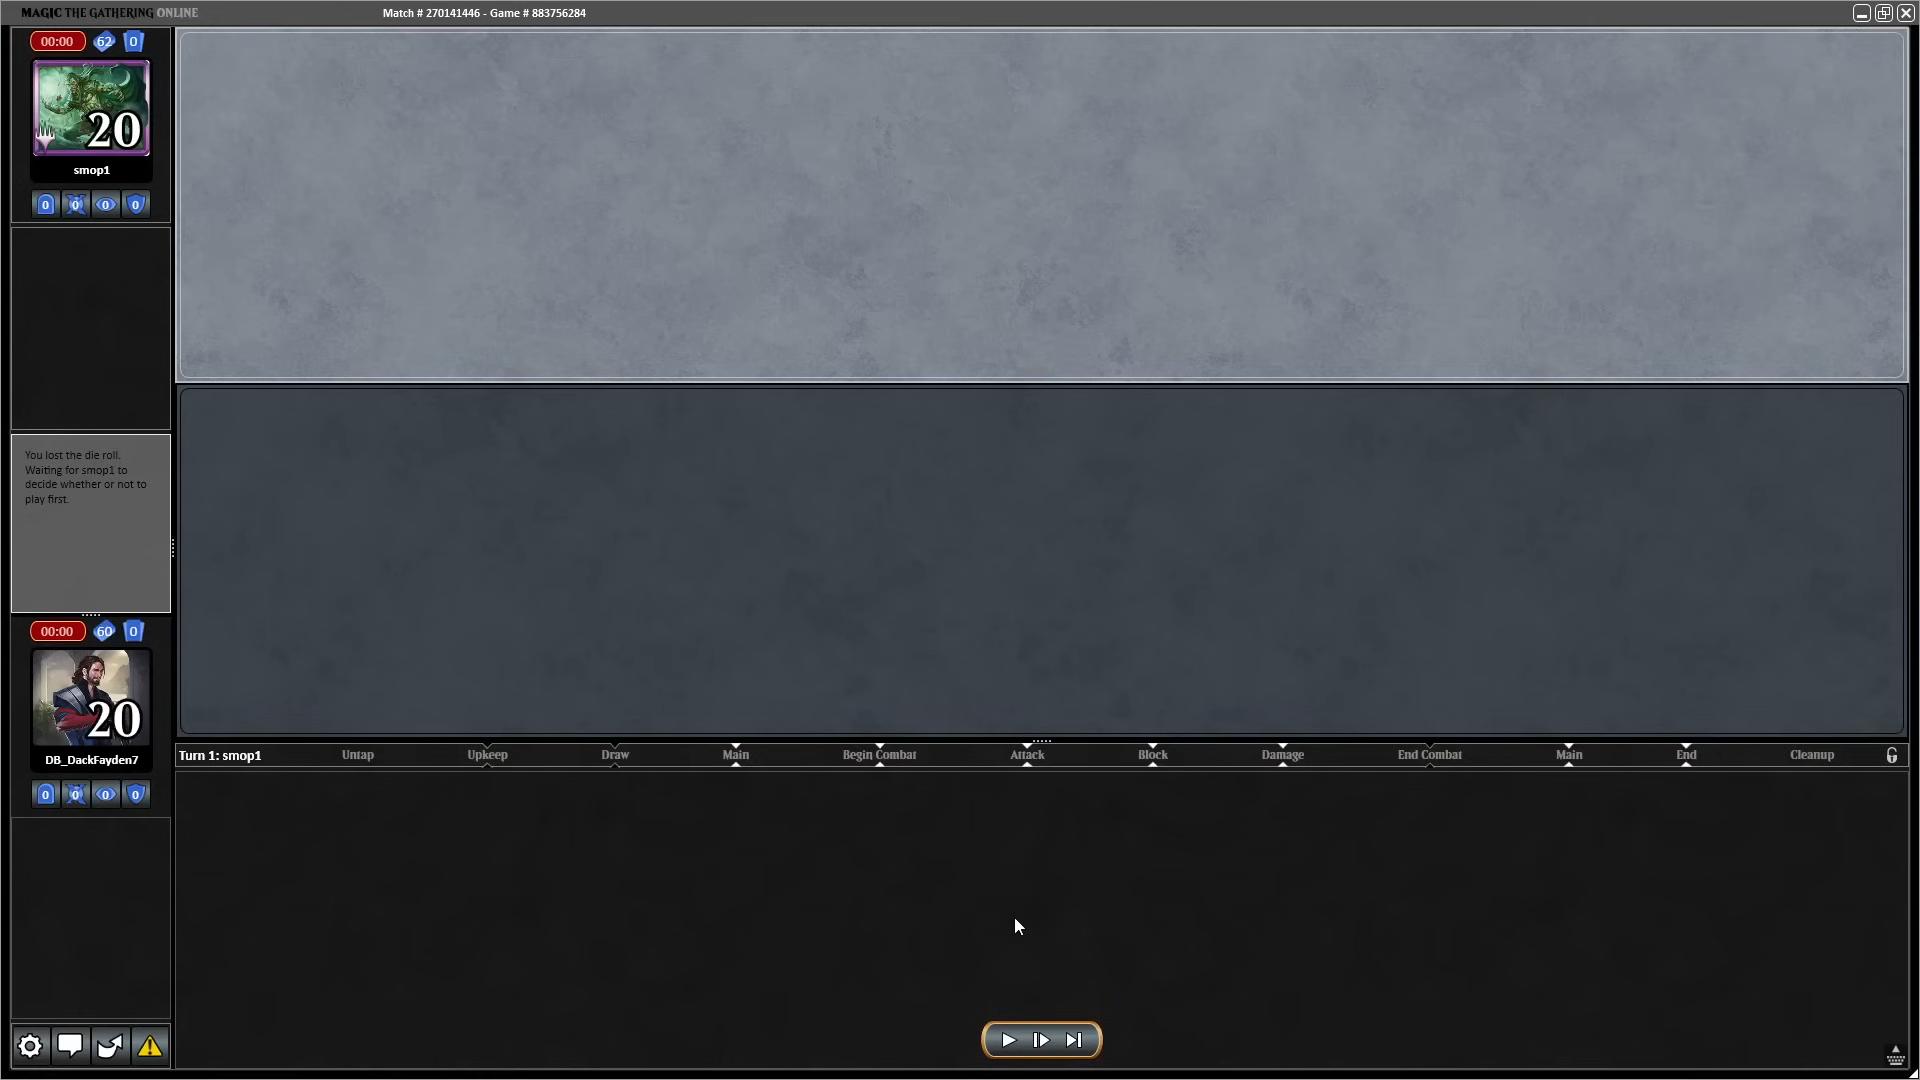 MAGIC THE GATHERING ONLINE
Match # 270141446 - Game # 883756284
00:00 62 0
20
smop1
0 0 0 0
You lost the die roll.
Waiting for smop1 to
decide whether or not to
play first.
00:00 60 0
20
DB_DackFayden7
0 0 0 0
Turn 1: smop1 Untap Upkeep Draw Main Begin Combat Attack Block Damage End Combat Main End Cleanup